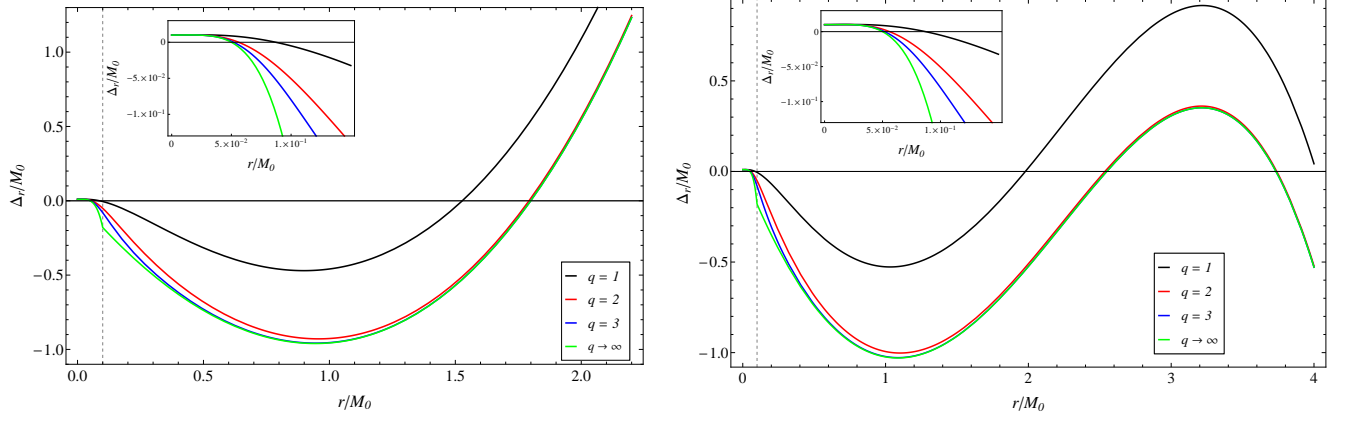 0
−5.×10⁻²
−1.×10⁻¹
0
5.×10⁻²
1.×10⁻¹
Δr/M0
r/M0
1.0
0.5
0.0
−0.5
−1.0
Δr/M0
q = 1
q = 2
q = 3
q → ∞
0.0
0.5
1.0
1.5
2.0
r/M0
0
−5.×10⁻²
−1.×10⁻¹
0
5.×10⁻²
1.×10⁻¹
Δr/M0
r/M0
0.5
0.0
−0.5
−1.0
Δr/M0
q = 1
q = 2
q = 3
q → ∞
0
1
2
3
4
r/M0